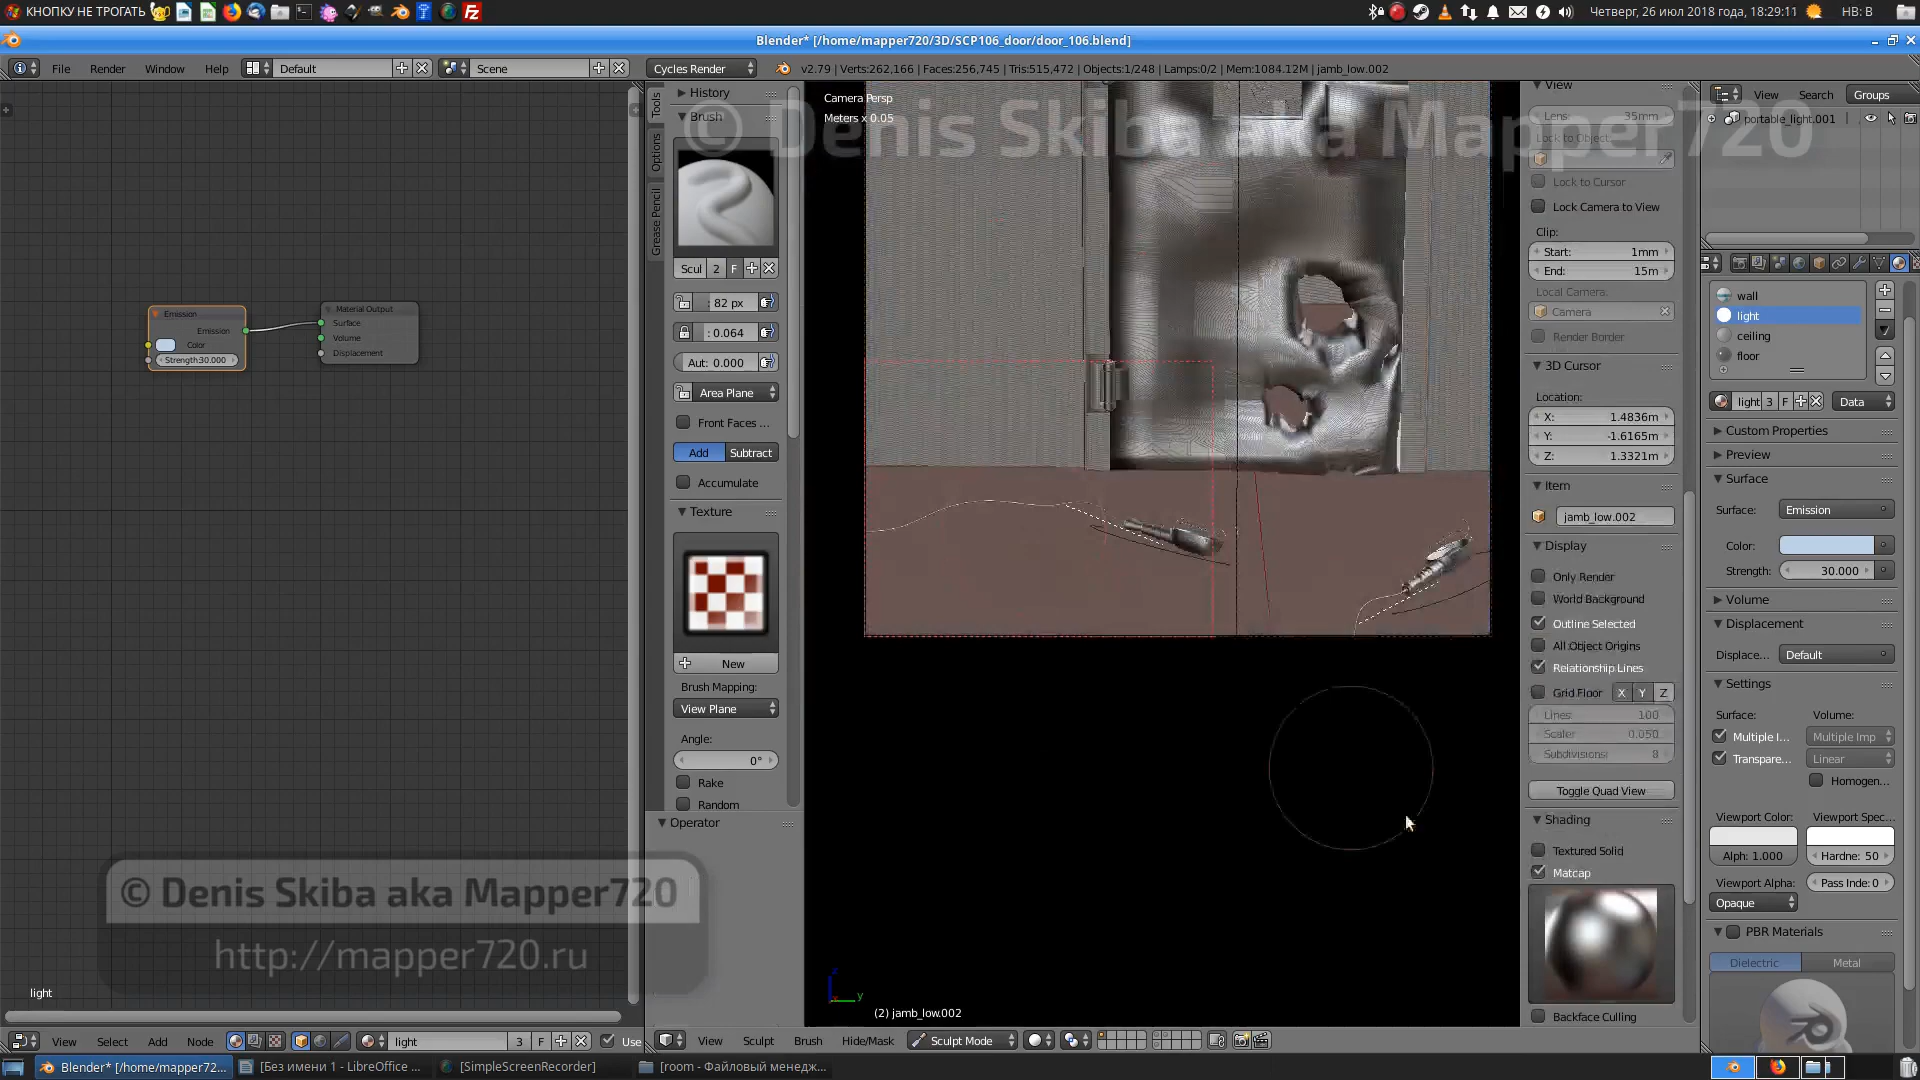 КНОПКУ НЕ ТРОГАТЬ
Четверг, 26 июл 2018 года, 18:29:11
НВ: В
Blender* [/home/mapper720/3D/SCP106_door/door_106.blend]
File
Render
Window
Help
Default
Scene
Cycles Render
v2.79 | Verts:262,166 | Faces:256,745 | Tris:515,472 | Objects:1/248 | Lamps:0/2 | Mem:1084.12M | jamb_low.002
© Denis Skiba aka Mapper720
Emission
Emission
Color
Strength:30.000
Material Output
Surface
Volume
Displacement
light
© Denis Skiba aka Mapper720
http://mapper720.ru
View
Select
Add
Node
light
3
F
Use
Tools
Options
Grease Pencil
History
Brush
Scul
2
F
: 82 px
: 0.064
Aut: 0.000
Area Plane
Front Faces ...
Add
Subtract
Accumulate
Texture
New
Brush Mapping:
View Plane
Angle:
0°
Rake
Random
Operator
Camera Persp
Meters x 0.05
z
y
(2) jamb_low.002
View
Sculpt
Brush
Hide/Mask
Sculpt Mode
View
Lens:
35mm
Lock to Object:
Lock to Cursor
Lock Camera to View
Clip:
Start:
1mm
End:
15m
Local Camera:
Camera
Render Border
3D Cursor
Location:
X:
1.4836m
Y:
-1.6165m
Z:
1.3321m
Item
jamb_low.002
Display
Only Render
World Background
Outline Selected
All Object Origins
Relationship Lines
Grid Floor
X
Y
Z
Lines:
100
Scale:
0.050
Subdivisions:
8
Toggle Quad View
Shading
Textured Solid
Matcap
Backface Culling
View
Search
Groups
portable_light.001
wall
light
ceiling
floor
light
3
F
Data
Custom Properties
Preview
Surface
Surface:
Emission
Color:
Strength:
30.000
Volume
Displacement
Displace...
Default
Settings
Surface:
Volume:
Multiple I...
Multiple Imp
Transpare...
Linear
Homogen...
Viewport Color:
Viewport Spec...
Alph: 1.000
Hardne: 50
Viewport Alpha:
Pass Inde: 0
Opaque
PBR Materials
Dielectric
Metal
Blender* [/home/mapper72...
[Без имени 1 - LibreOffice ...
[SimpleScreenRecorder]
[room - Файловый менедж...